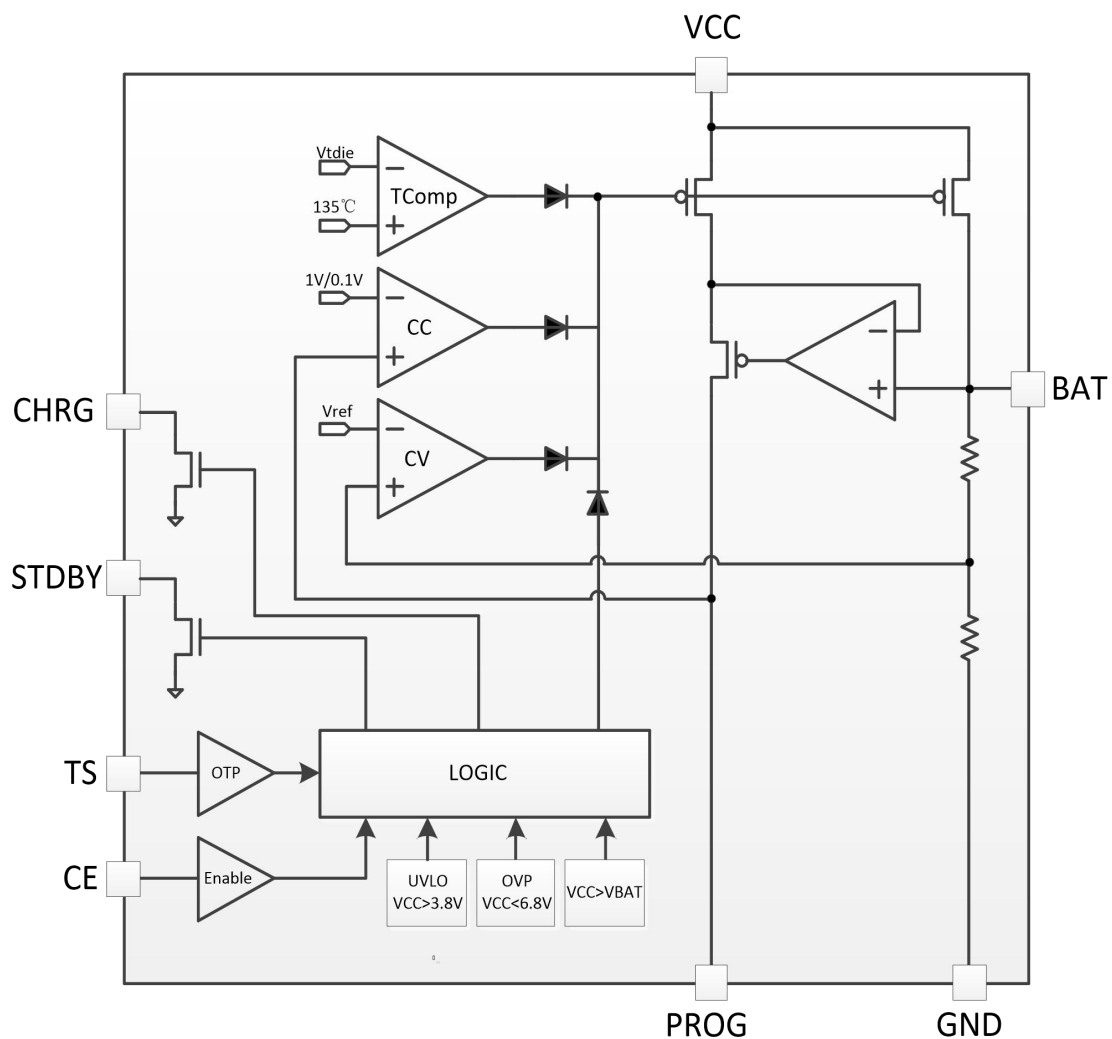 VCC
Vtdie
TComp
135℃
1V/0.1V
CC
CHRG
BAT
Vref
CV
STDBY
TS
OTP
LOGIC
CE
Enable
UVLO
VCC>3.8V
OVP
VCC<6.8V
VCC>VBAT
PROG
GND